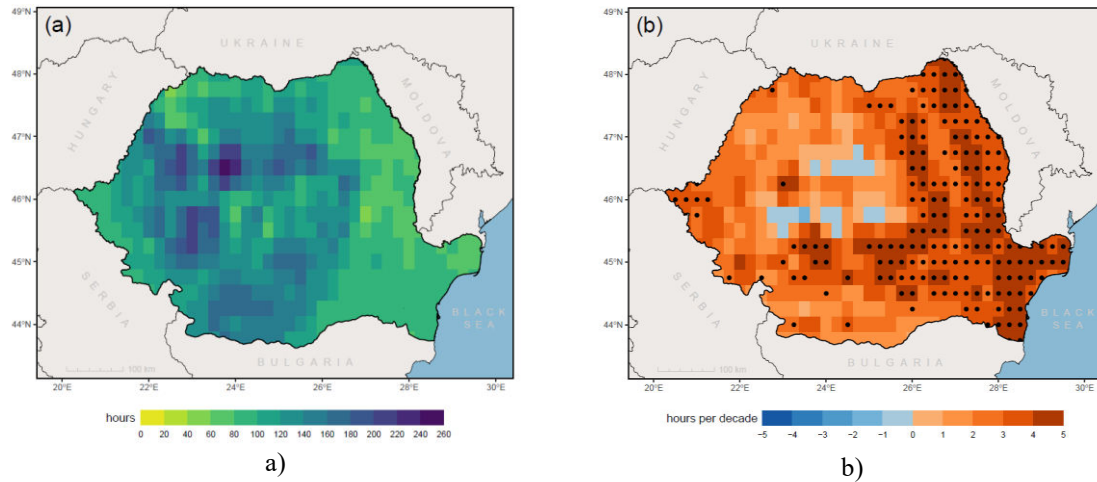 (a)
49°N
48°N
47°N
46°N
45°N
44°N
UKRAINE
HUNGARY
MOLDOVA
SERBIA
BLACK
SEA
BULGARIA
100 km
20°E
22°E
24°E
26°E
28°E
30°E
hours
0 20 40 60 80 100 120 140 160 180 200 220 240 260
a)
(b)
49°N
48°N
47°N
46°N
45°N
44°N
UKRAINE
HUNGARY
MOLDOVA
SERBIA
BLACK
SEA
BULGARIA
100 km
20°E
22°E
24°E
26°E
28°E
30°E
hours per decade
-5 -4 -3 -2 -1 0 1 2 3 4 5
b)